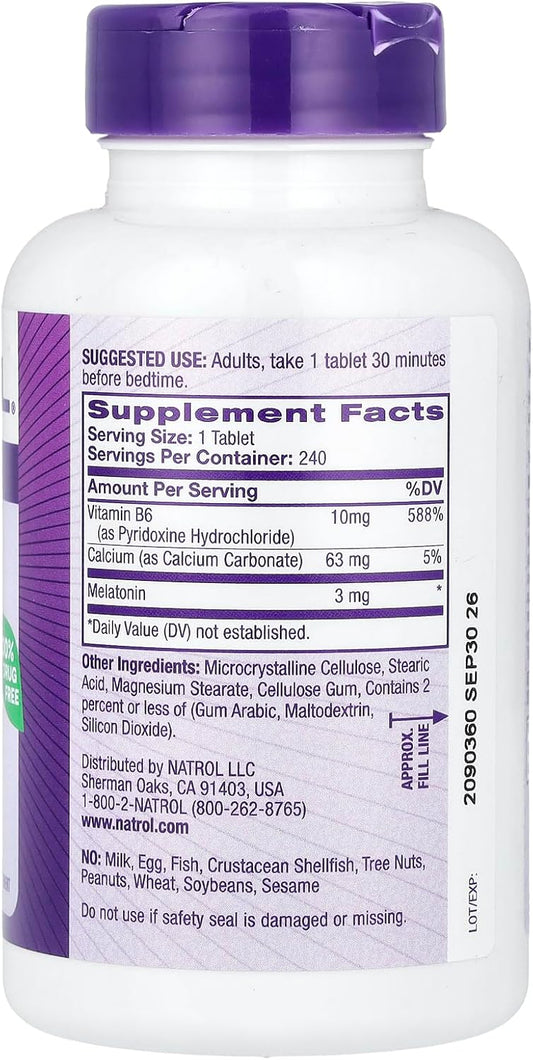 SUGGESTED USE: Adults, take 1 tablet 30 minutes
before bedtime.
Supplement Facts
Serving Size: 1 Tablet
Servings Per Container: 240
Amount Per Serving %DV
Vitamin B6 10mg 588%
(as Pyridoxine Hydrochloride)
Calcium (as Calcium Carbonate) 63 mg 5%
Melatonin 3 mg *
*Daily Value (DV) not established.
Other Ingredients: Microcrystalline Cellulose, Stearic
Acid, Magnesium Stearate, Cellulose Gum, Contains 2
percent or less of (Gum Arabic, Maltodextrin,
Silicon Dioxide).
APPROX.
FILL LINE
Distributed by NATROL LLC
Sherman Oaks, CA 91403, USA
1-800-2-NATROL (800-262-8765)
www.natrol.com
NO: Milk, Egg, Fish, Crustacean Shellfish, Tree Nuts,
Peanuts, Wheat, Soybeans, Sesame
Do not use if safety seal is damaged or missing.
LOT/EXP:
2090360 SEP30 26
DRUG
FREE